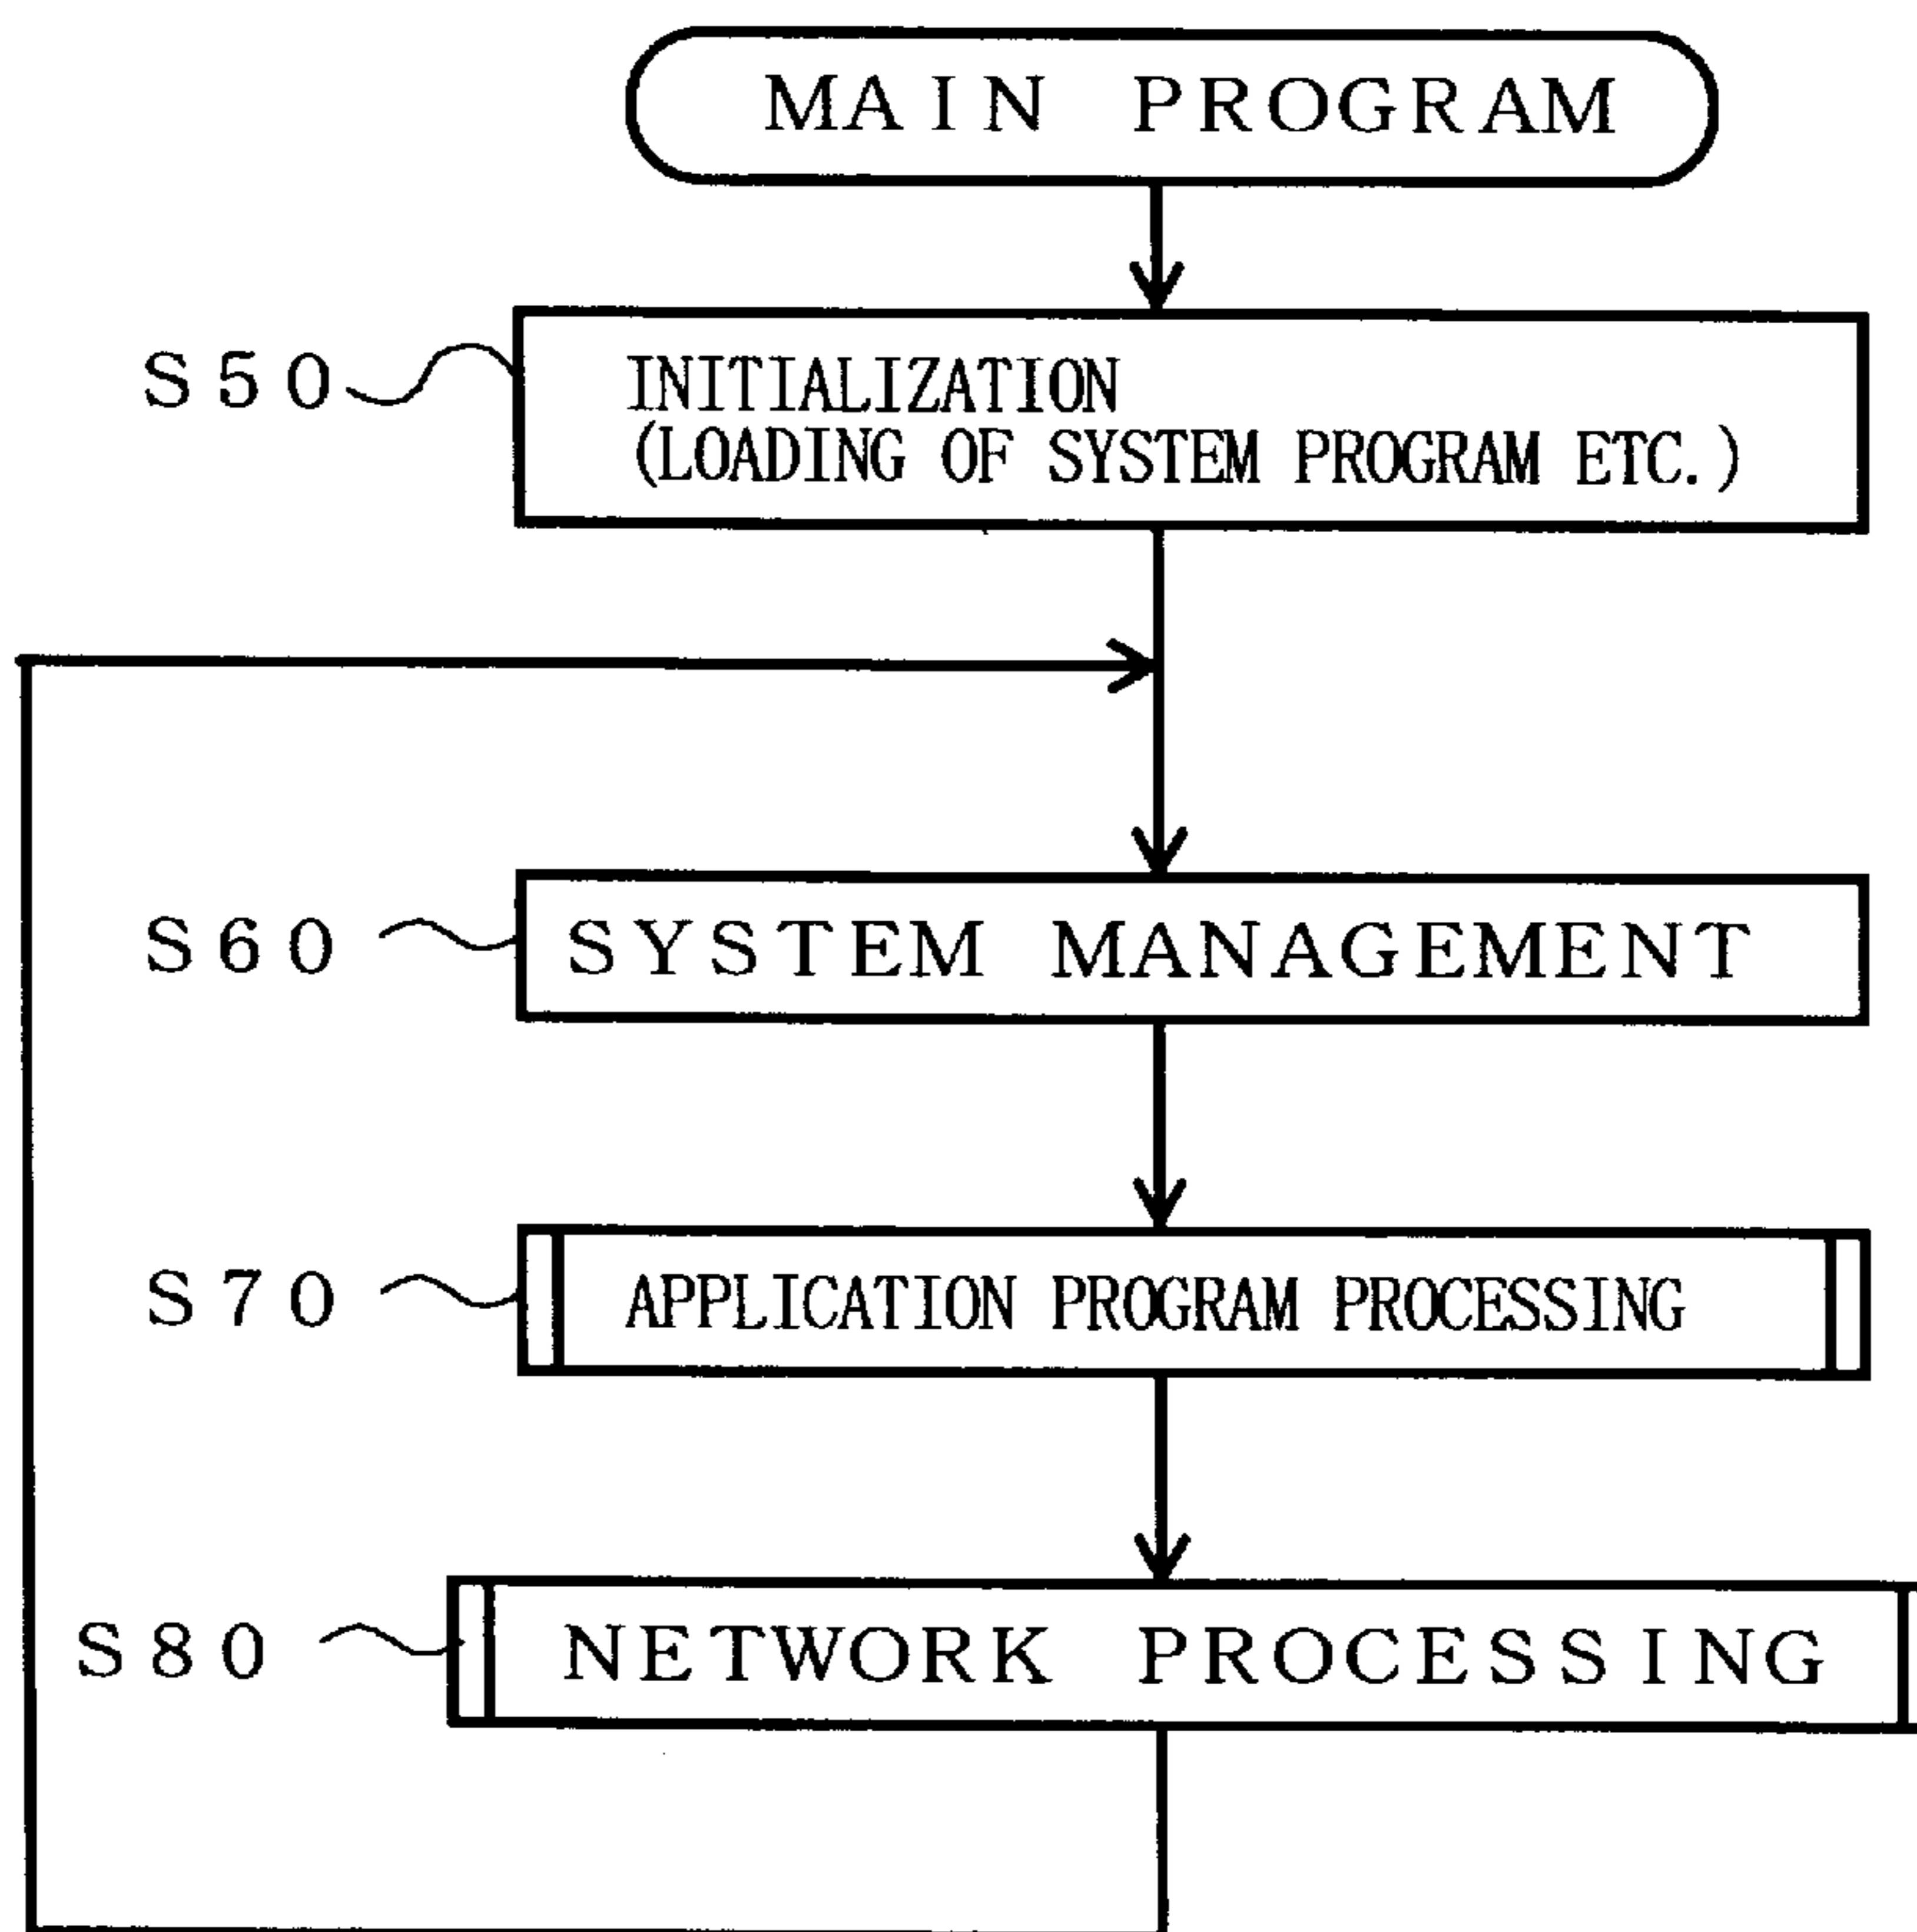 MAIN PROGRAM
S50
INITIALIZATION
(LOADING OF SYSTEM PROGRAM ETC.)
S60
SYSTEM MANAGEMENT
S70
APPLICATION PROGRAM PROCESSING
S80
NETWORK PROCESSING